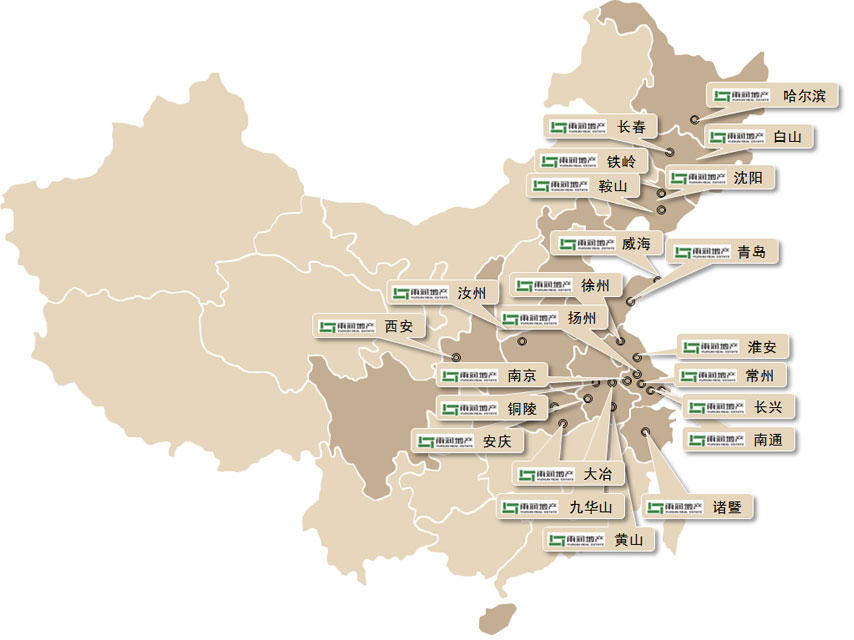 雨润地产 YURUN REAL ESTATE 哈尔滨
雨润地产 YURUN REAL ESTATE 长春
雨润地产 YURUN REAL ESTATE 白山
雨润地产 YURUN REAL ESTATE 铁岭
雨润地产 YURUN REAL ESTATE 沈阳
雨润地产 YURUN REAL ESTATE 鞍山
雨润地产 YURUN REAL ESTATE 威海
雨润地产 YURUN REAL ESTATE 青岛
雨润地产 YURUN REAL ESTATE 徐州
雨润地产 YURUN REAL ESTATE 汝州
雨润地产 YURUN REAL ESTATE 扬州
雨润地产 YURUN REAL ESTATE 西安
雨润地产 YURUN REAL ESTATE 淮安
雨润地产 YURUN REAL ESTATE 南京
雨润地产 YURUN REAL ESTATE 常州
雨润地产 YURUN REAL ESTATE 铜陵
雨润地产 YURUN REAL ESTATE 长兴
雨润地产 YURUN REAL ESTATE 安庆
雨润地产 YURUN REAL ESTATE 南通
雨润地产 YURUN REAL ESTATE 大冶
雨润地产 YURUN REAL ESTATE 九华山
雨润地产 YURUN REAL ESTATE 诸暨
雨润地产 YURUN REAL ESTATE 黄山